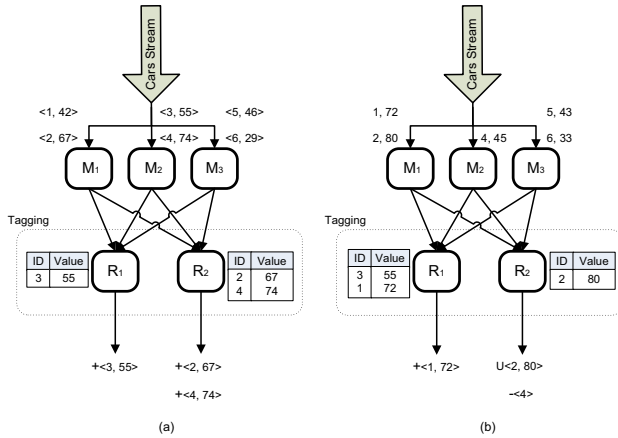 Cars Stream
<1, 42> <3, 55> <5, 46>
<2, 67> <4, 74> <6, 29>
M1 M2 M3
Tagging
ID Value
3 55
R1 R2
ID Value
2 67
4 74
+<3, 55> +<2, 67>
+<4, 74>
(a)
Cars Stream
1, 72 5, 43
2, 80 4, 45 6, 33
M1 M2 M3
Tagging
ID Value
3 55
1 72
R1 R2
ID Value
2 80
+<1, 72> U<2, 80>
-<4>
(b)